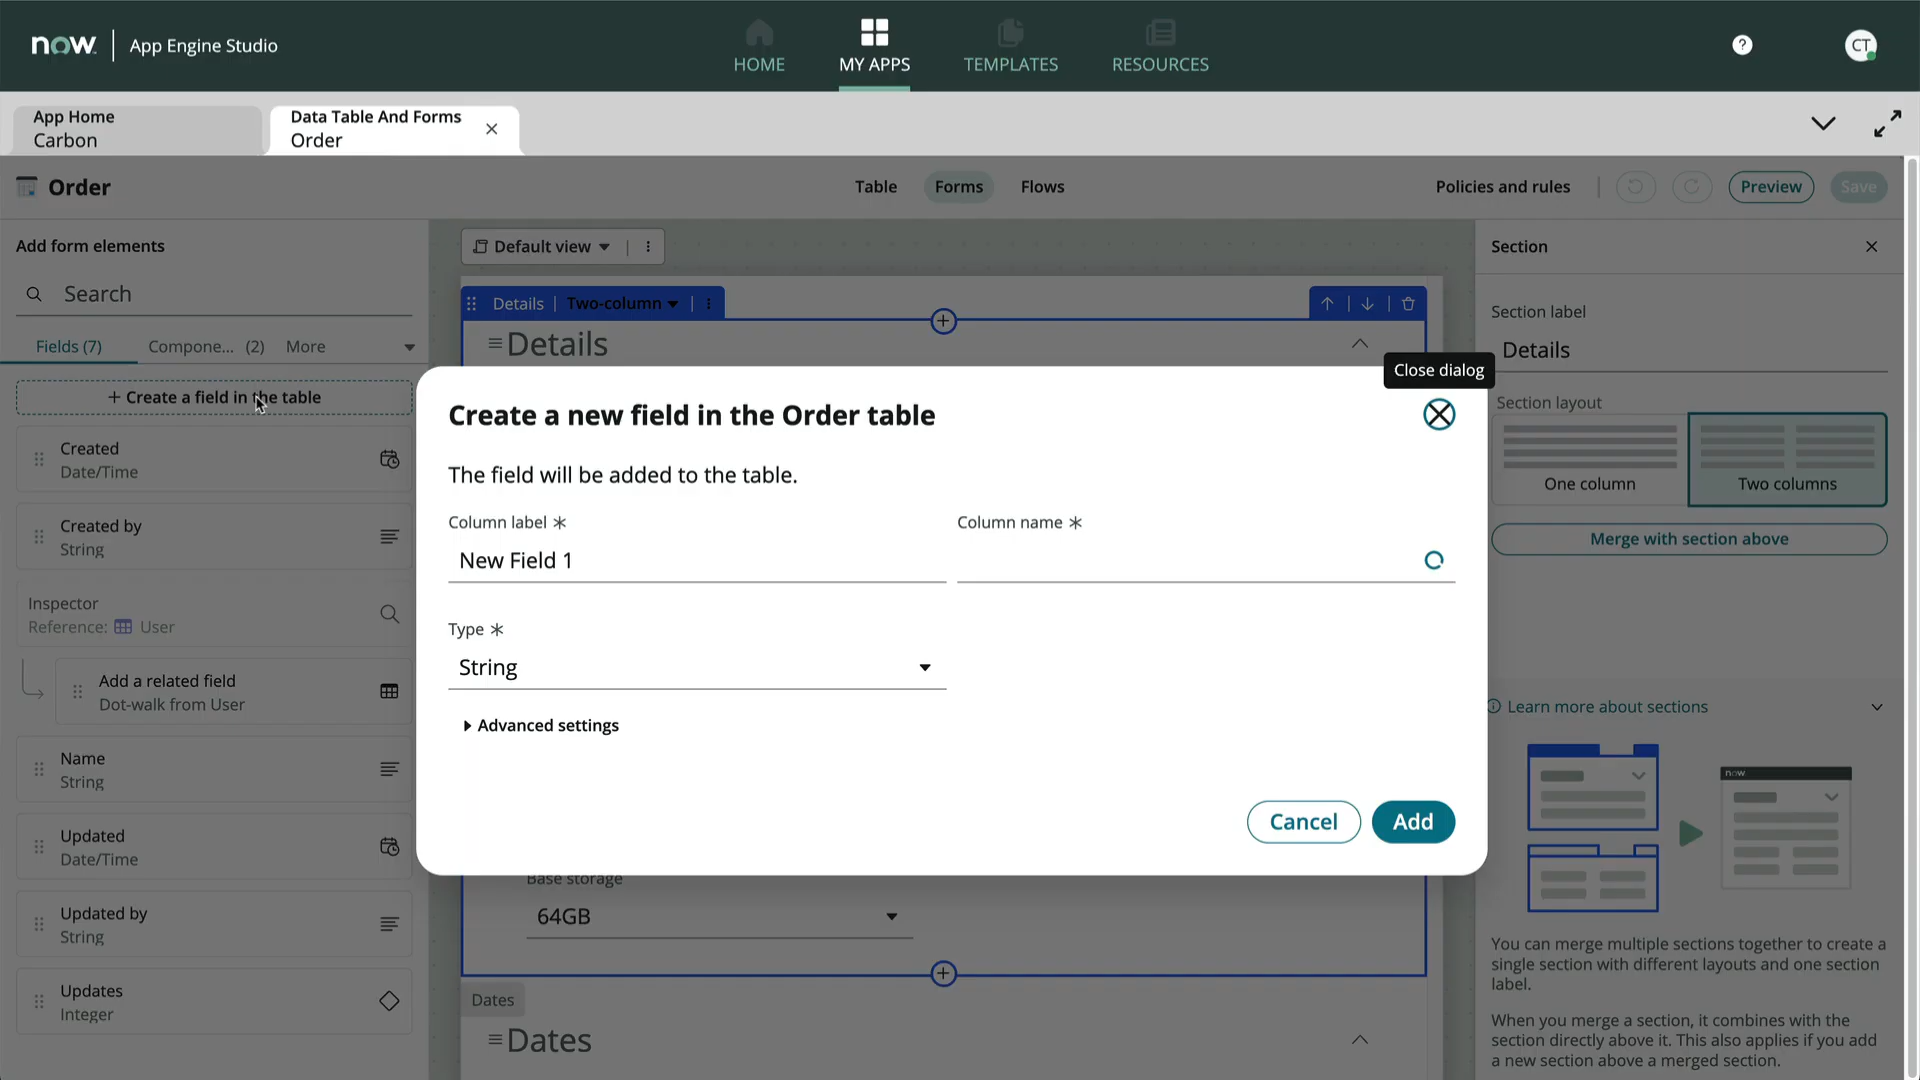 now
App Engine Studio
HOME
MY APPS
TEMPLATES
RESOURCES
?
CT
App Home
Carbon
Data Table And Forms
Order
Order
Table
Forms
Flows
Policies and rules
Preview
Save
Add form elements
Search
Fields (7)
Compone... (2)
More
+ Create a field in the table
Created
Date/Time
Created by
String
Inspector
Reference: User
Add a related field
Dot-walk from User
Name
String
Updated
Date/Time
Updated by
String
Updates
Integer
Default view
Details
Two-column
Details
Close dialog
Create a new field in the Order table
The field will be added to the table.
Column label *
New Field 1
Column name *
Type *
String
Advanced settings
Cancel
Add
Base storage
64GB
Dates
Dates
Section
Section label
Details
Section layout
One column
Two columns
Merge with section above
Learn more about sections
now
You can merge multiple sections together to create a
single section with different layouts and one section
label.
When you merge a section, it combines with the
section directly above it. This also applies if you add
a new section above a merged section.